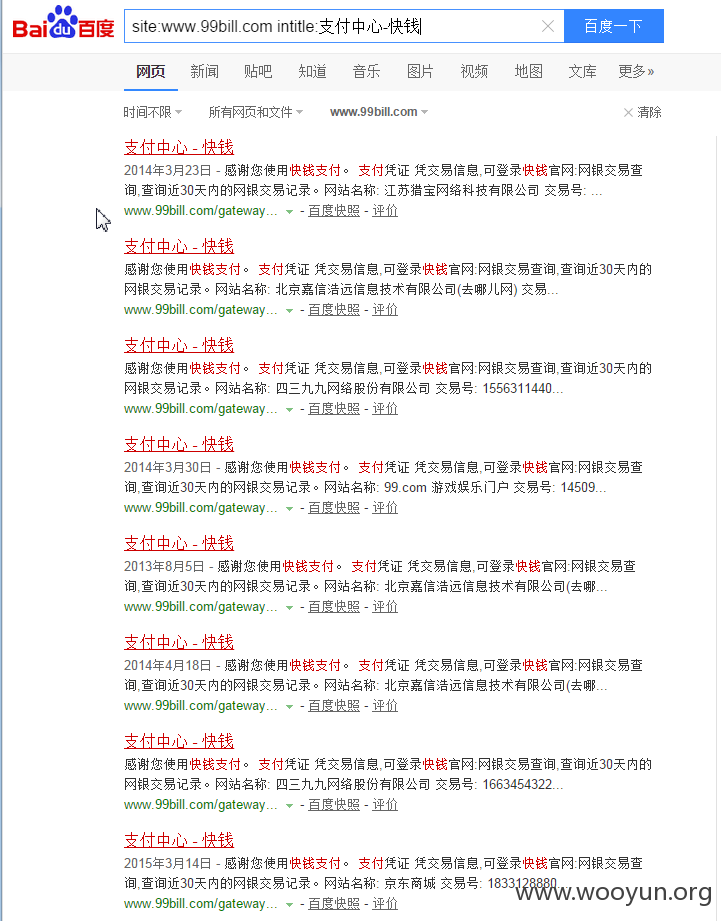 Bai du 百度
site:www.99bill.com intitle:支付中心-快钱
百度一下
网页 新闻 贴吧 知道 音乐 图片 视频 地图 文库 更多»
时间不限 所有网页和文件 www.99bill.com 清除
支付中心 - 快钱
2014年3月23日 - 感谢您使用快钱支付。 支付凭证 凭交易信息,可登录快钱官网:网银交易查
询,查询近30天内的网银交易记录。网站名称: 江苏猎宝网络科技有限公司 交易号: ...
www.99bill.com/gateway... - 百度快照 - 评价
支付中心 - 快钱
感谢您使用快钱支付。 支付凭证 凭交易信息,可登录快钱官网:网银交易查询,查询近30天内的
网银交易记录。网站名称: 北京嘉信浩远信息技术有限公司(去哪儿网) 交易...
www.99bill.com/gateway... - 百度快照 - 评价
支付中心 - 快钱
感谢您使用快钱支付。 支付凭证 凭交易信息,可登录快钱官网:网银交易查询,查询近30天内的
网银交易记录。网站名称: 四三九九网络股份有限公司 交易号: 1556311440...
www.99bill.com/gateway... - 百度快照 - 评价
支付中心 - 快钱
2014年3月30日 - 感谢您使用快钱支付。 支付凭证 凭交易信息,可登录快钱官网:网银交易查
询,查询近30天内的网银交易记录。网站名称: 99.com 游戏娱乐门户 交易号: 14509...
www.99bill.com/gateway... - 百度快照 - 评价
支付中心 - 快钱
2013年8月5日 - 感谢您使用快钱支付。 支付凭证 凭交易信息,可登录快钱官网:网银交易查
询,查询近30天内的网银交易记录。网站名称: 北京嘉信浩远信息技术有限公司(去哪...
www.99bill.com/gateway... - 百度快照 - 评价
支付中心 - 快钱
2014年4月18日 - 感谢您使用快钱支付。 支付凭证 凭交易信息,可登录快钱官网:网银交易查
询,查询近30天内的网银交易记录。网站名称: 北京嘉信浩远信息技术有限公司(去哪...
www.99bill.com/gateway... - 百度快照 - 评价
支付中心 - 快钱
感谢您使用快钱支付。 支付凭证 凭交易信息,可登录快钱官网:网银交易查询,查询近30天内的
网银交易记录。网站名称: 四三九九网络股份有限公司 交易号: 1663454322...
www.99bill.com/gateway... - 百度快照 - 评价
支付中心 - 快钱
2015年3月14日 - 感谢您使用快钱支付。 支付凭证 凭交易信息,可登录快钱官网:网银交易查
询,查询近30天内的网银交易记录。网站名称: 京东商城 交易号: 1833128880...
www.99bill.com/gateway... - 百度快照 - 评价
www.wooyun.org